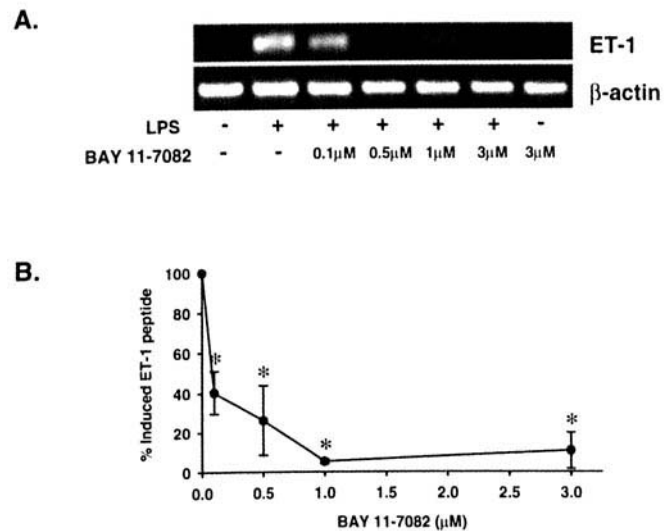 A.
ET-1
β-actin
LPS - + + + + + -
BAY 11-7082 - - 0.1μM 0.5μM 1μM 3μM 3μM
B.
% Induced ET-1 peptide
100
80
60
40
20
0
* * * *
0.0 0.5 1.0 1.5 2.0 2.5 3.0
BAY 11-7082 (μM)